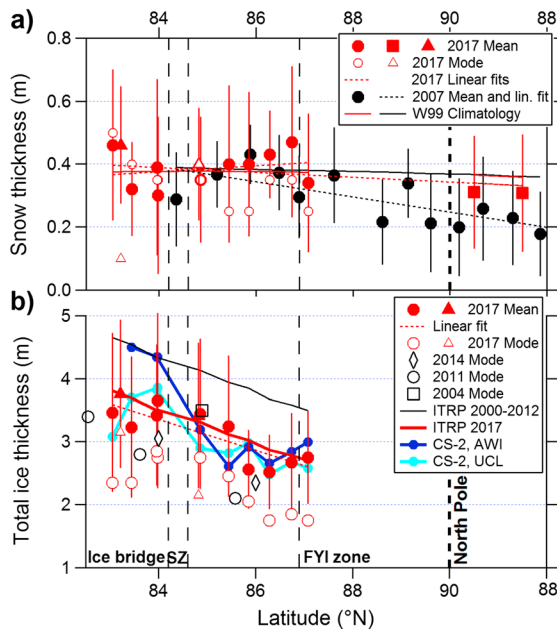 a)
84 86 88 90 88
Snow thickness (m)
0.8
0.6
0.4
0.2
0.0
2017 Mean
2017 Mode
2017 Linear fits
2007 Mean and lin. fit
W99 Climatology
b)
Total ice thickness (m)
5
4
3
2
1
2017 Mean
Linear fit
2017 Mode
2014 Mode
2011 Mode
2004 Mode
ITRP 2000-2012
ITRP 2017
CS-2, AWI
CS-2, UCL
Ice bridge SZ FYI zone North Pole
84 86 88 90 88
Latitude (°N)